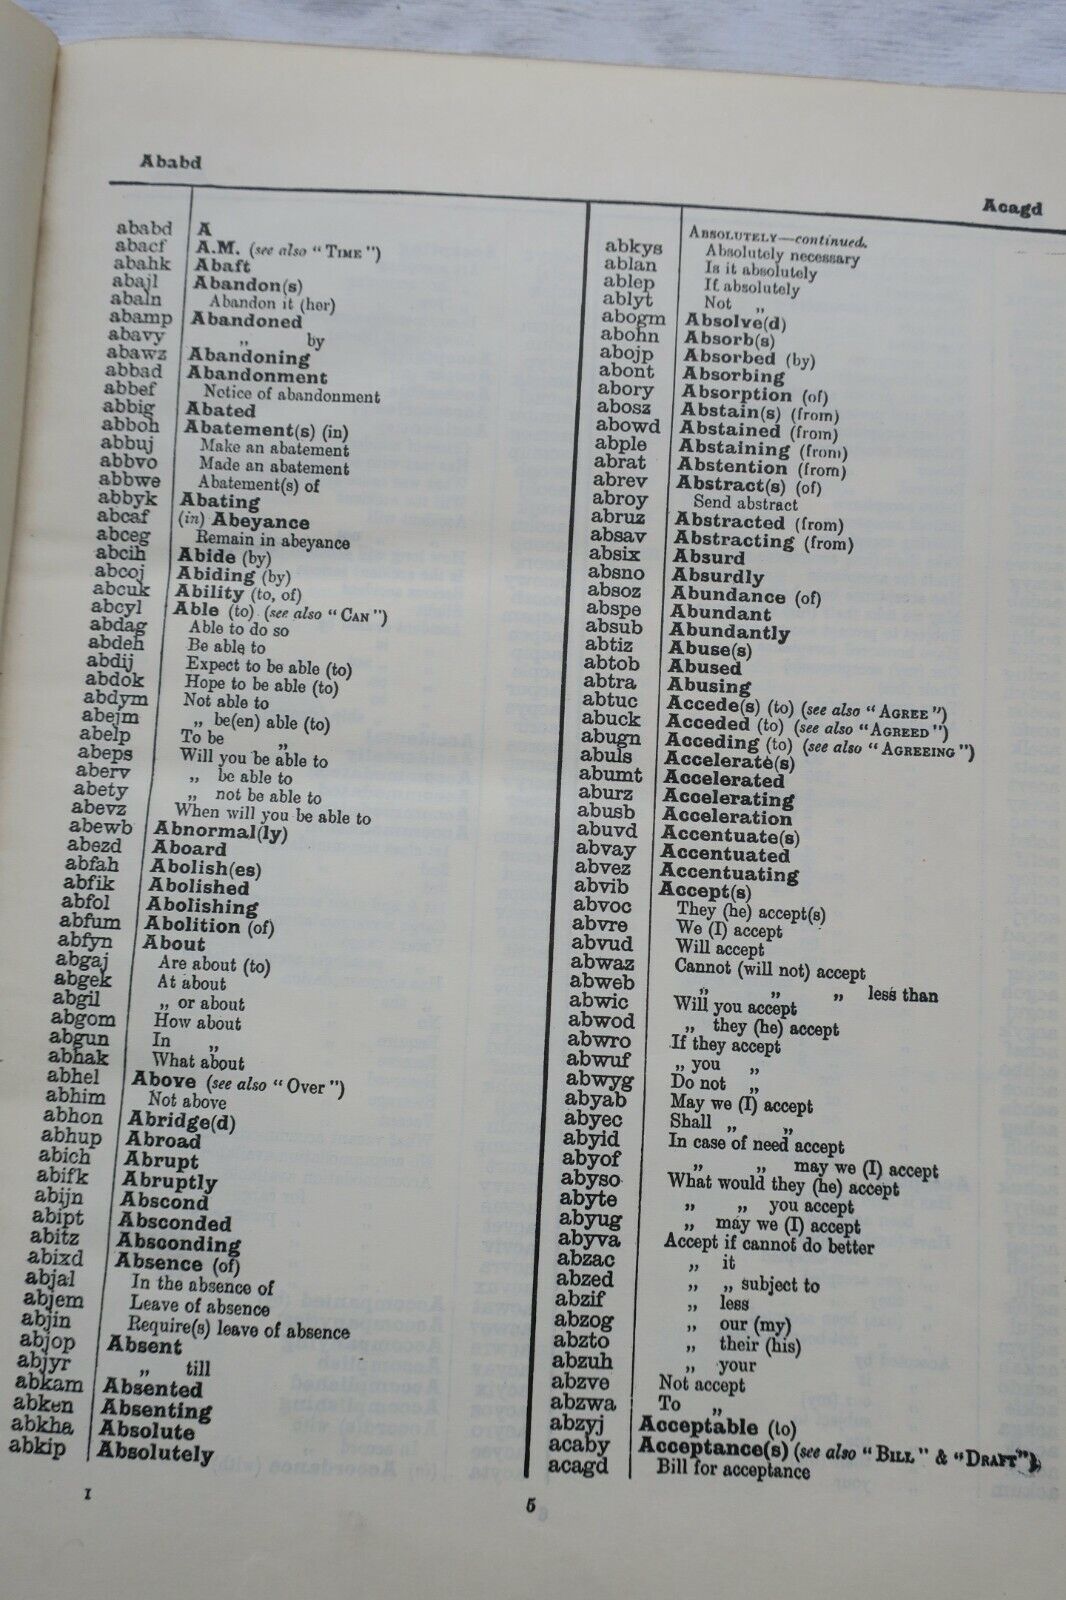 Ababd
Acagd
ababd A
abacf A.M. (see also “TIME”)
abahk Abaft
abajl Abandon(s)
abaln Abandon it (her)
abamp Abandoned
abavy „ by
abawz Abandoning
abbad Abandonment
abbef Notice of abandonment
abbig Abated
abboh Abatement(s) (in)
abbuj Make an abatement
abbvo Made an abatement
abbwe Abatement(s) of
abbyk Abating
abcaf (in) Abeyance
abceg Remain in abeyance
abcih Abide (by)
abcoj Abiding (by)
abcuk Ability (to, of)
abcyl Able (to) (see also “CAN”)
abdag Able to do so
abdeh Be able to
abdij Expect to be able (to)
abdok Hope to be able (to)
abdym Not able to
abejm „ be(en) able (to)
abelp To be „
abeps Will you be able to
aberv „ be able to
abety „ not be able to
abevz When will you be able to
abewb Abnormal(ly)
abezd Aboard
abfah Abolish(es)
abfik Abolished
abfol Abolishing
abfum Abolition (of)
abfyn About
abgaj Are about (to)
abgek At about
abgil „ or about
abgom How about
abgun In „
abhak What about
abhel Above (see also “OVER”)
abhim Not above
abhon Abridge(d)
abhup Abroad
abich Abrupt
abifk Abruptly
abijn Abscond
abipt Absconded
abitz Absconding
abixd Absence (of)
abjal In the absence of
abjem Leave of absence
abjin Require(s) leave of absence
abjop Absent
abjyr „ till
abkam Absented
abken Absenting
abkha Absolute
abkip Absolutely
ABSOLUTELY—continued.
abkys Absolutely necessary
ablan Is it absolutely
ablep If absolutely
ablyt Not „
abogm Absolve(d)
abohn Absorb(s)
abojp Absorbed (by)
abont Absorbing
abory Absorption (of)
abosz Abstain(s) (from)
abowd Abstained (from)
abple Abstaining (from)
abrat Abstention (from)
abrev Abstract(s) (of)
abroy Send abstract
abruz Abstracted (from)
absav Abstracting (from)
absix Absurd
absno Absurdly
absoz Abundance (of)
abspe Abundant
absub Abundantly
abtiz Abuse(s)
abtob Abused
abtra Abusing
abtuc Accede(s) (to) (see also “AGREE”)
abuck Acceded (to) (see also “AGREED”)
abugn Acceding (to) (see also “AGREEING”)
abuls Accelerate(s)
abumt Accelerated
aburz Accelerating
abusb Acceleration
abuvd Accentuate(s)
abvay Accentuated
abvez Accentuating
abvib Accept(s)
abvoc They (he) accept(s)
abvre We (I) accept
abvud Will accept
abwaz Cannot (will not) accept
abweb „ „ „ less than
abwic Will you accept
abwod „ they (he) accept
abwro If they accept
abwuf „ you „
abwyg Do not „
abyab May we (I) accept
abyec Shall „ „
abyid In case of need accept
abyof „ „ may we (I) accept
abyso What would they (he) accept
abyte „ „ you accept
abyug „ may we (I) accept
abyva Accept if cannot do better
abzac „ it
abzed „ „ subject to
abzif „ less
abzog „ our (my)
abzto „ their (his)
abzuh „ your
abzve Not accept
abzwa To „
abzyj Acceptable (to)
acaby Acceptance(s) (see also “BILL” & “DRAFT”)
acagd Bill for acceptance
I
5